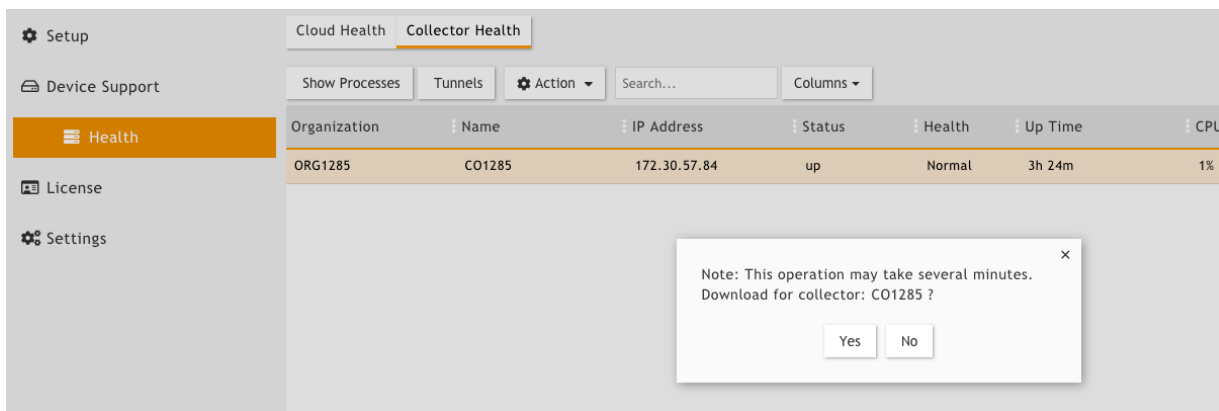 Setup
Device Support
Health
License
Settings
Cloud Health Collector Health
Show Processes Tunnels Action Search... Columns
Organization Name IP Address Status Health Up Time CPU
ORG1285 CO1285 172.30.57.84 up Normal 3h 24m 1%
×
Note: This operation may take several minutes.
Download for collector: CO1285 ?
Yes No